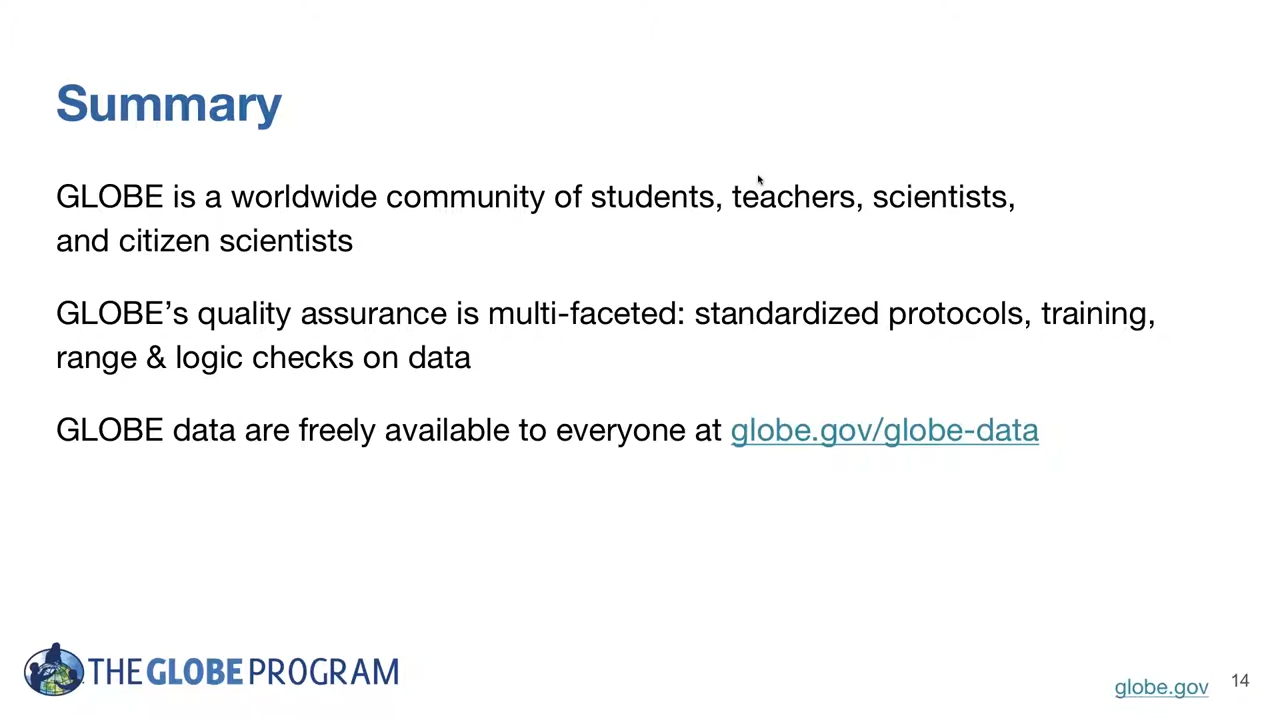 Summary
GLOBE is a worldwide community of students, teachers, scientists,
and citizen scientists
GLOBE’s quality assurance is multi-faceted: standardized protocols, training,
range & logic checks on data
GLOBE data are freely available to everyone at globe.gov/globe-data
THE GLOBE PROGRAM
globe.gov 14